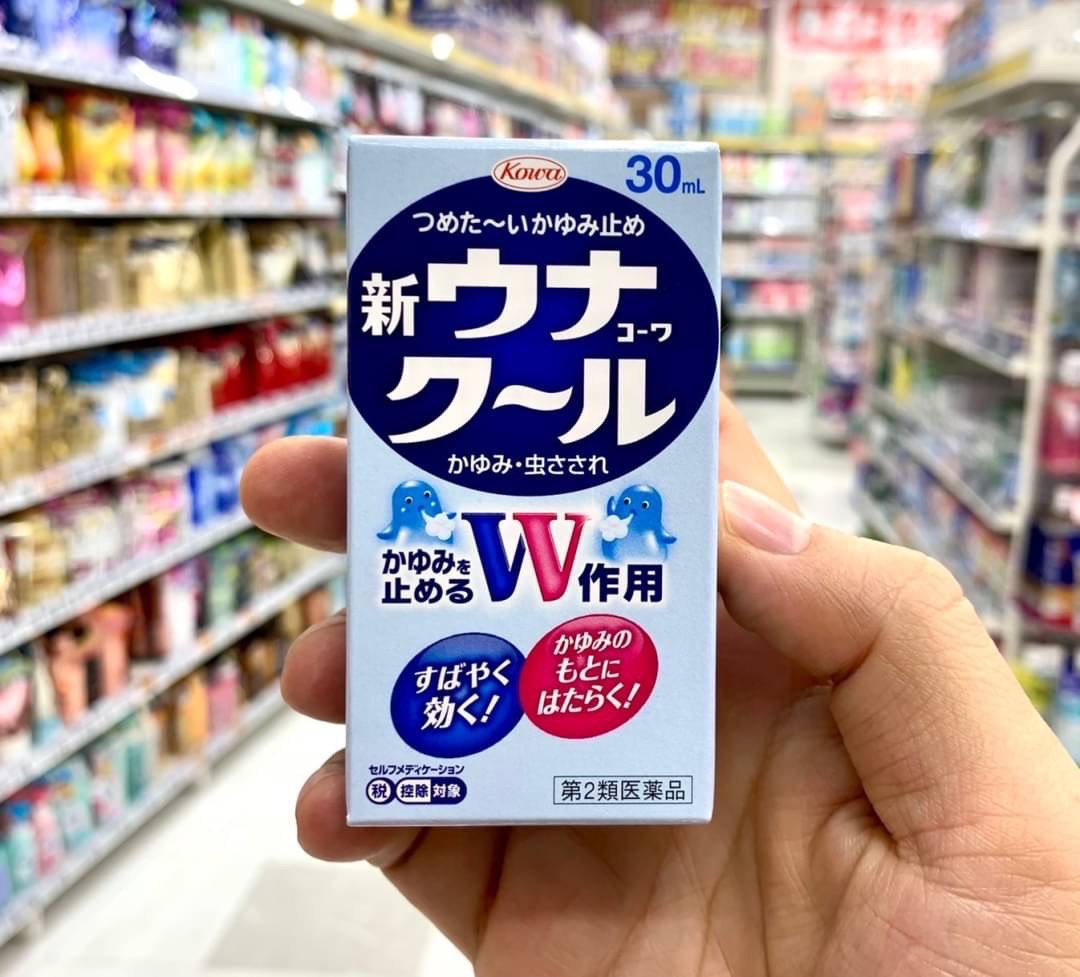 Kowa
30mL
つめた〜いかゆみ止め
新ウナ
コーワ
ク〜ル
かゆみ・虫さされ
かゆみを
止める
W作用
すばやく
効く!
かゆみの
もとに
はたらく!
セルフメディケーション
税 控除 対象
第2類医薬品